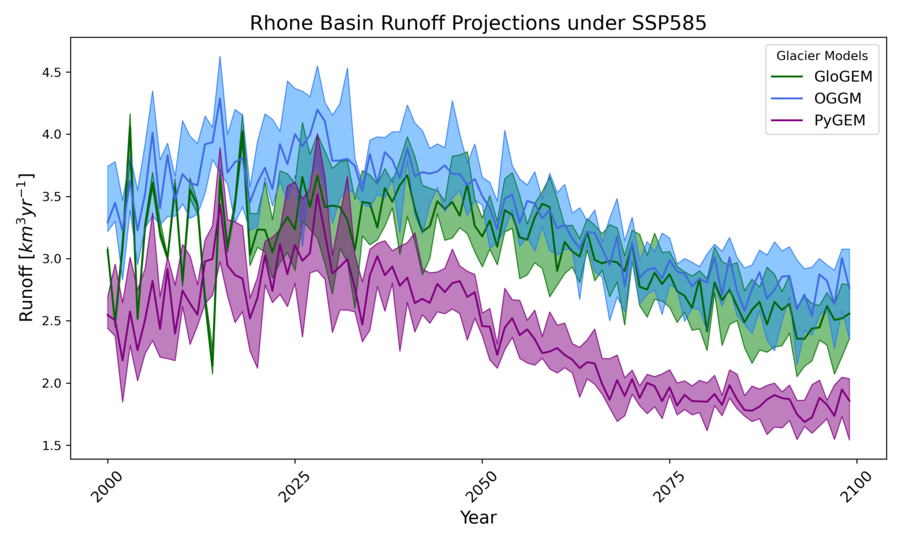 Rhone Basin Runoff Projections under SSP585
Glacier Models
GloGEM
OGGM
PyGEM
Runoff [km³yr⁻¹]
4.5
4.0
3.5
3.0
2.5
2.0
1.5
2000
2025
2050
2075
2100
Year